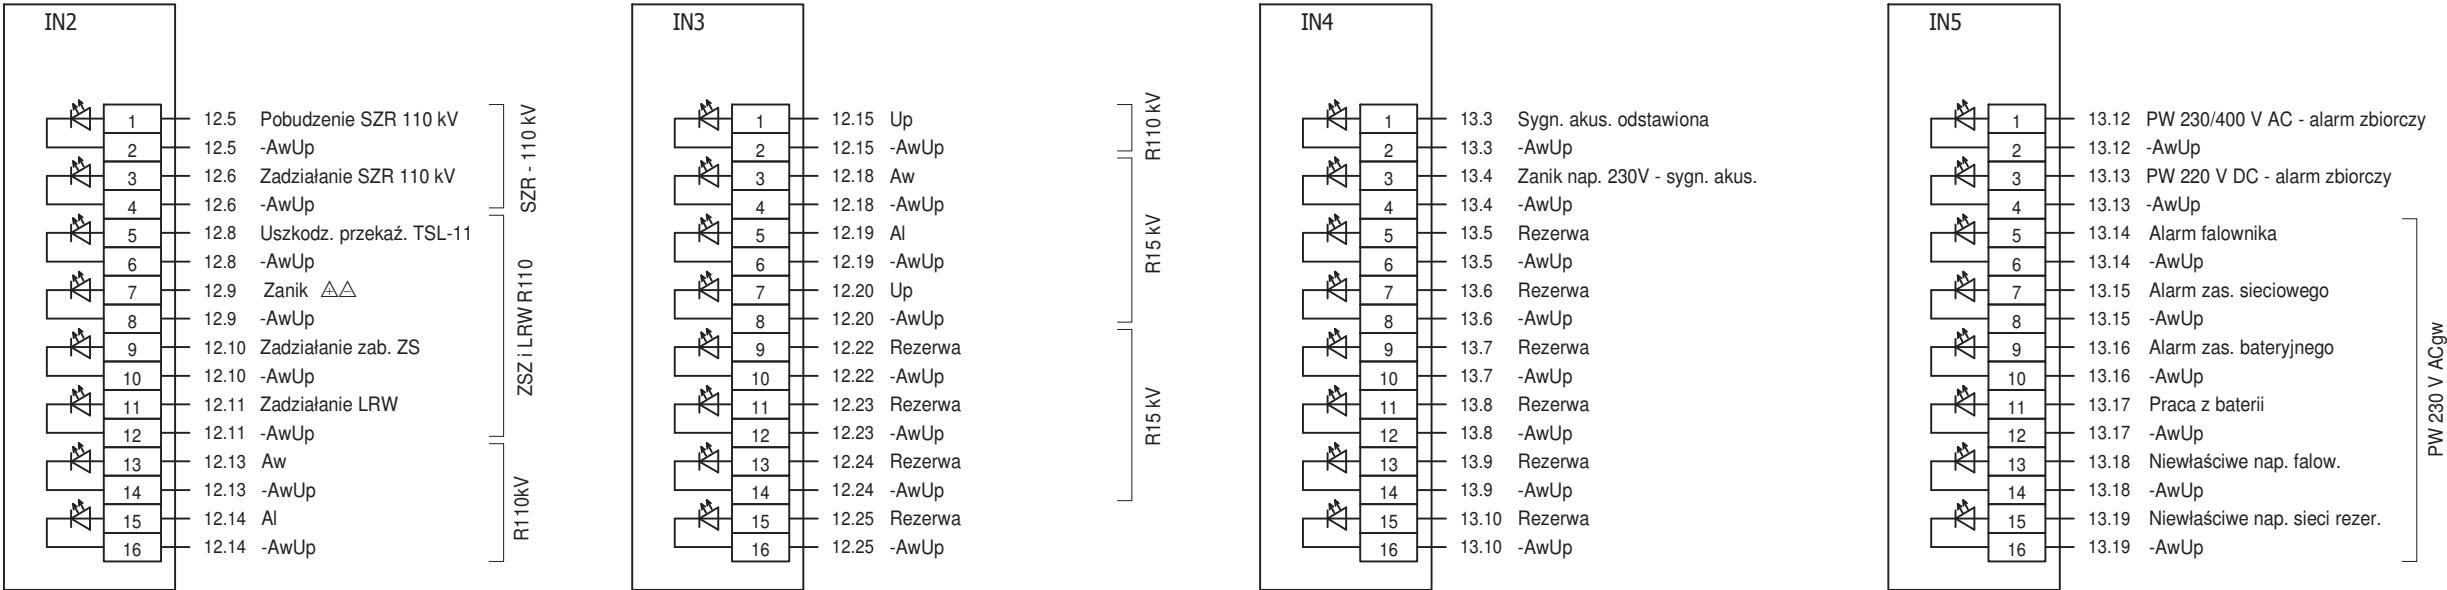 IN2
1 12.5 Pobudzenie SZR 110 kV
2 12.5 -AwUp
3 12.6 Zadziałanie SZR 110 kV
4 12.6 -AwUp
SZR - 110 kV
5 12.8 Uszkodz. przekaź. TSL-11
6 12.8 -AwUp
7 12.9 Zanik
8 12.9 -AwUp
9 12.10 Zadziałanie zab. ZS
10 12.10 -AwUp
11 12.11 Zadziałanie LRW
12 12.11 -AwUp
ZSZ i LRW R110
13 12.13 Aw
14 12.13 -AwUp
15 12.14 Al
16 12.14 -AwUp
R110kV
IN3
1 12.15 Up
2 12.15 -AwUp
R110 kV
3 12.18 Aw
4 12.18 -AwUp
5 12.19 Al
6 12.19 -AwUp
7 12.20 Up
8 12.20 -AwUp
R15 kV
9 12.22 Rezerwa
10 12.22 -AwUp
11 12.23 Rezerwa
12 12.23 -AwUp
13 12.24 Rezerwa
14 12.24 -AwUp
R15 kV
15 12.25 Rezerwa
16 12.25 -AwUp
IN4
1 13.3 Sygn. akus. odstawiona
2 13.3 -AwUp
3 13.4 Zanik nap. 230V - sygn. akus.
4 13.4 -AwUp
5 13.5 Rezerwa
6 13.5 -AwUp
7 13.6 Rezerwa
8 13.6 -AwUp
9 13.7 Rezerwa
10 13.7 -AwUp
11 13.8 Rezerwa
12 13.8 -AwUp
13 13.9 Rezerwa
14 13.9 -AwUp
15 13.10 Rezerwa
16 13.10 -AwUp
IN5
1 13.12 PW 230/400 V AC - alarm zbiorczy
2 13.12 -AwUp
3 13.13 PW 220 V DC - alarm zbiorczy
4 13.13 -AwUp
5 13.14 Alarm falownika
6 13.14 -AwUp
7 13.15 Alarm zas. sieciowego
8 13.15 -AwUp
9 13.16 Alarm zas. bateryjnego
10 13.16 -AwUp
11 13.17 Praca z baterii
12 13.17 -AwUp
13 13.18 Niewłaściwe nap. falow.
14 13.18 -AwUp
15 13.19 Niewłaściwe nap. sieci rezer.
16 13.19 -AwUp
PW 230 V ACgw